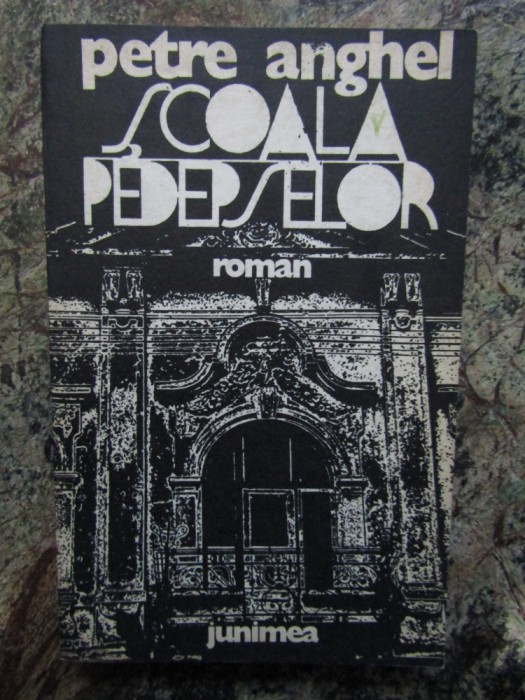 petre anghel
ȘCOALA
PEDEPSELOR
roman
junimea